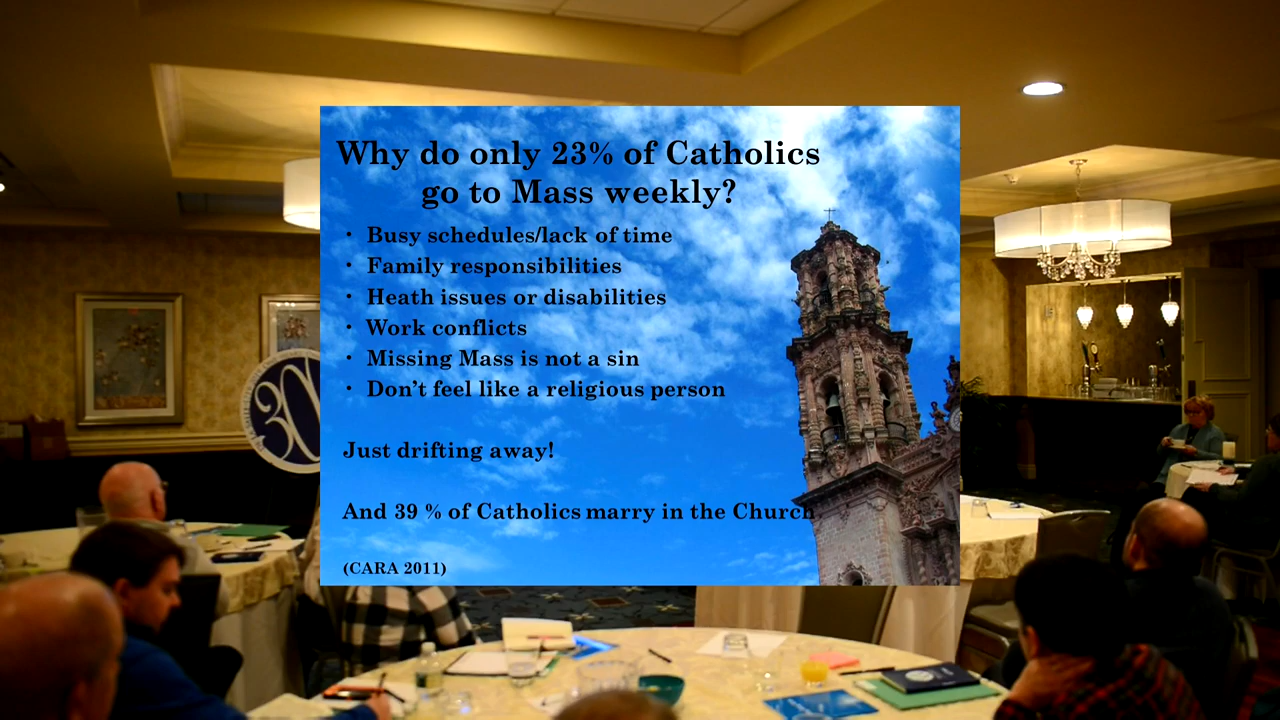 Why do only 23% of Catholics
go to Mass weekly?
• Busy schedules/lack of time
• Family responsibilities
• Heath issues or disabilities
• Work conflicts
• Missing Mass is not a sin
• Don't feel like a religious person
Just drifting away!
And 39 % of Catholics marry in the Church
(CARA 2011)
30